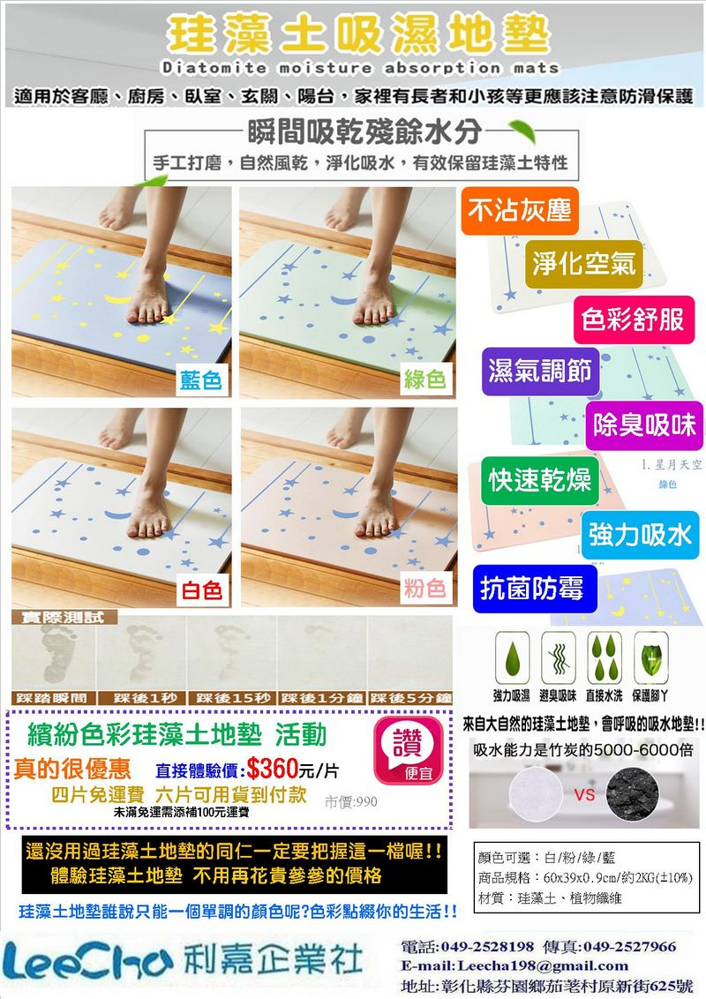 珪藻土吸濕地墊
Diatomite moisture absorption mats
適用於客廳、廚房、臥室、玄關、陽台，家裡有長者和小孩等更應該注意防滑保護
瞬間吸乾殘餘水分
手工打磨，自然風乾，淨化吸水，有效保留珪藻土特性
藍色
綠色
白色
粉色
不沾灰塵
淨化空氣
色彩舒服
濕氣調節
除臭吸味
1. 星月天空
綠色
快速乾燥
強力吸水
抗菌防霉
實際測試
踩踏瞬間
踩後1秒
踩後15秒
踩後1分鐘
踩後5分鐘
強力吸濕
避臭吸味
直接水洗
保護腳丫
來自大自然的珪藻土地墊，會呼吸的吸水地墊!!
吸水能力是竹炭的5000-6000倍
VS
繽紛色彩珪藻土地墊 活動
真的很優惠 直接體驗價:$360元/片
四片免運費 六片可用貨到付款 市價:990
未滿免運需添補100元運費
讚
便宜
還沒用過珪藻土地墊的同仁一定要把握這一檔喔!!
體驗珪藻土地墊 不用再花貴參參的價格
珪藻土地墊誰說只能一個單調的顏色呢?色彩點綴你的生活!!
顏色可選：白/粉/綠/藍
商品規格：60x39x0.9cm/約2KG(±10%)
材質：珪藻土、植物纖維
LeeCha 利嘉企業社
電話:049-2528198 傳真:049-2527966
E-mail:Leecha198@gmail.com
地址:彰化縣芬園鄉茄荖村原新街625號